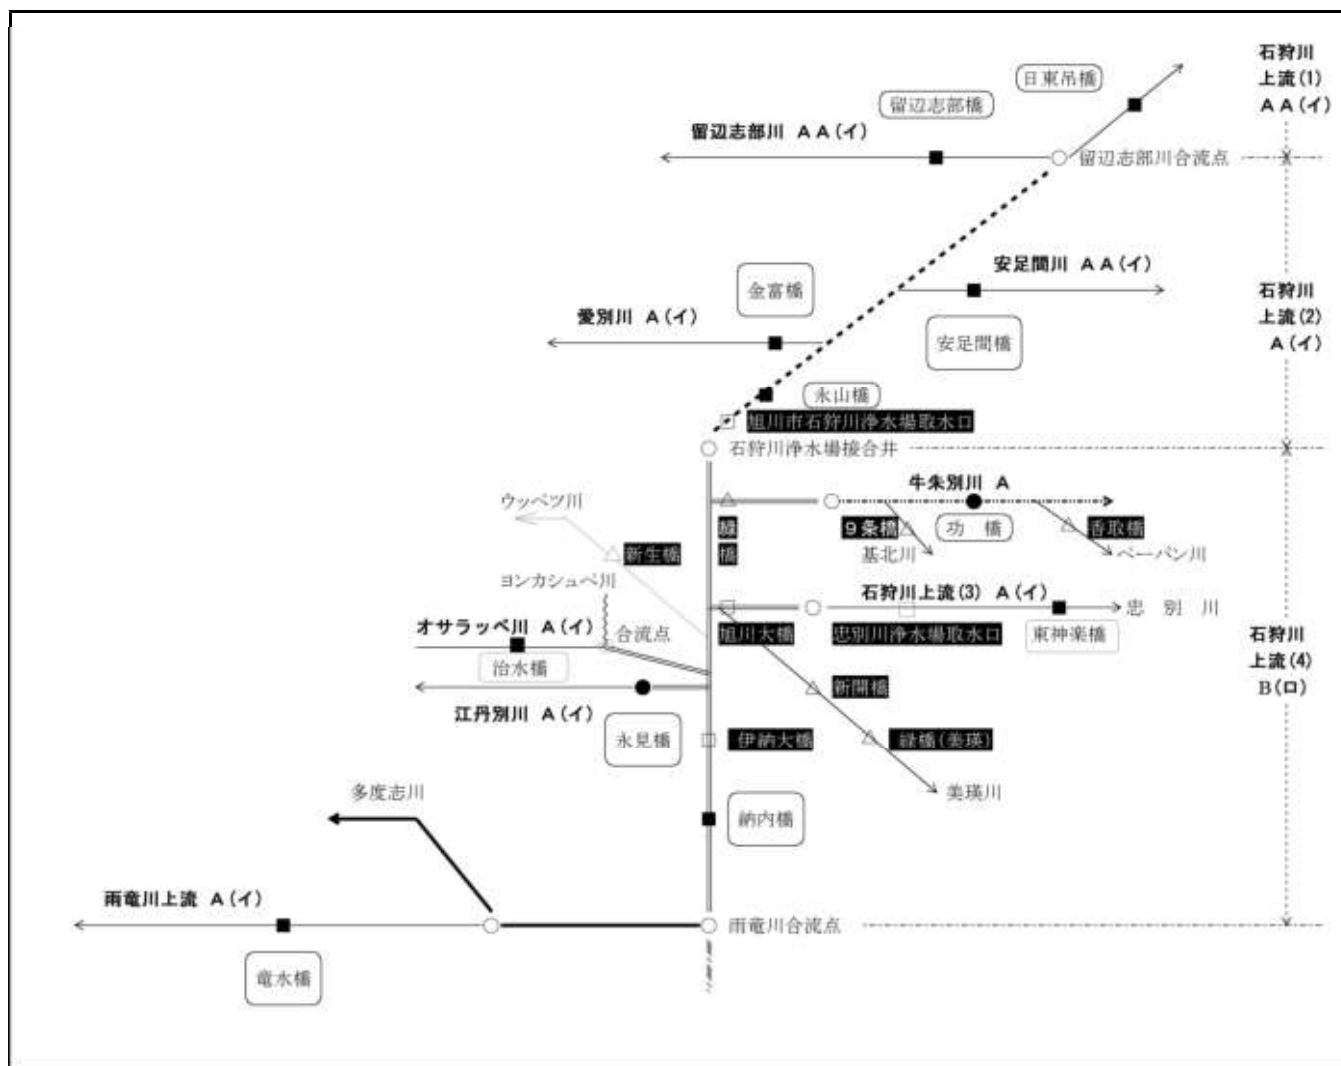 石狩川
上流(1)
ＡＡ(イ)
日東吊橋
留辺志部橋
留辺志部川 ＡＡ(イ)
留辺志部川合流点
安足間川 ＡＡ(イ)
金富橋
石狩川
上流(2)
Ａ(イ)
愛別川 Ａ(イ)
安足間橋
永山橋
旭川市石狩川浄水場取水口
石狩川浄水場接合井
牛朱別川 Ａ
ウッペツ川
緑
橋
９条橋
功 橋
香取橋
新生橋
基北川
ペーパン川
ヨンカシュペ川
石狩川上流(3) Ａ(イ)
忠 別 川
オサラッペ川 Ａ(イ)
合流点
旭川大橋
忠別川浄水場取水口
東神楽橋
石狩川
上流(4)
Ｂ(ロ)
治水橋
新開橋
江丹別川 Ａ(イ)
永見橋
伊納大橋
緑橋(美瑛)
多度志川
美瑛川
納内橋
雨竜川上流 Ａ(イ)
雨竜川合流点
竜水橋